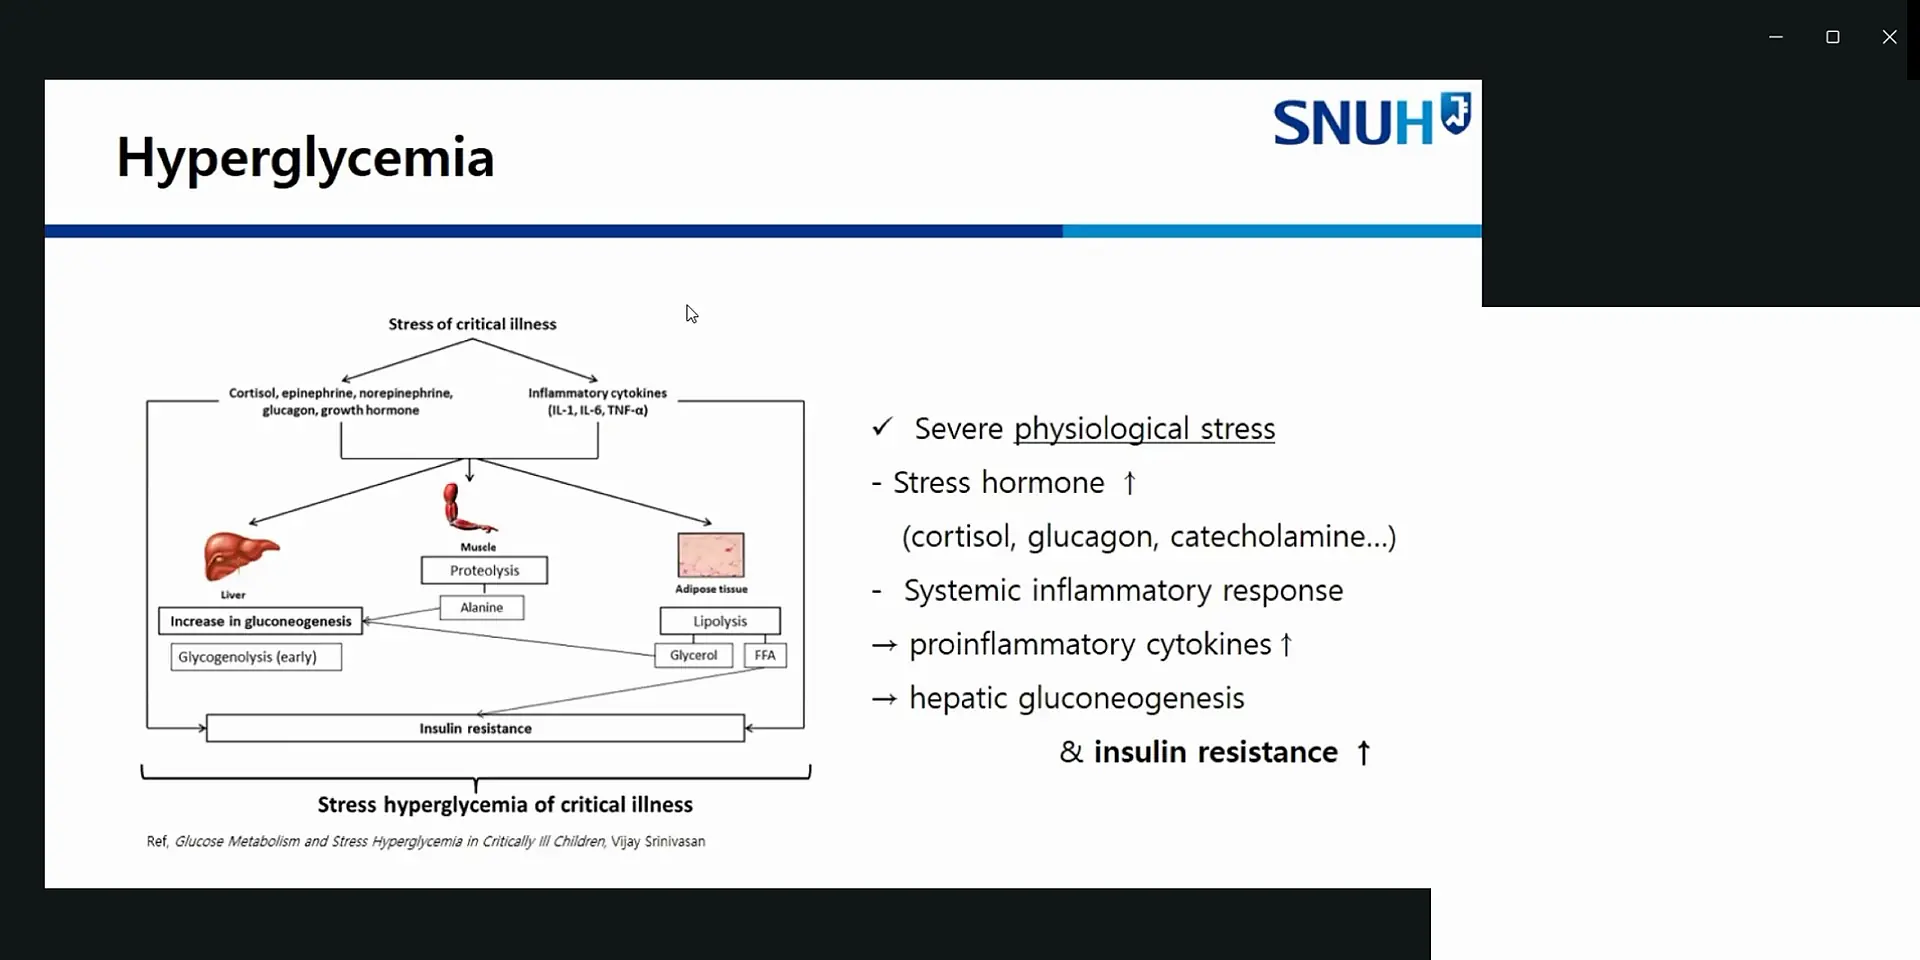 SNUH
Hyperglycemia
Stress of critical illness
Cortisol, epinephrine, norepinephrine,
glucagon, growth hormone
Inflammatory cytokines
(IL-1, IL-6, TNF-α)
Muscle
Proteolysis
Alanine
Liver
Increase in gluconeogenesis
Glycogenolysis (early)
Adipose tissue
Lipolysis
Glycerol
FFA
Insulin resistance
Stress hyperglycemia of critical illness
Ref, Glucose Metabolism and Stress Hyperglycemia in Critically Ill Children, Vijay Srinivasan
✓ Severe physiological stress
- Stress hormone ↑
(cortisol, glucagon, catecholamine...)
- Systemic inflammatory response
→ proinflammatory cytokines ↑
→ hepatic gluconeogenesis
& insulin resistance ↑